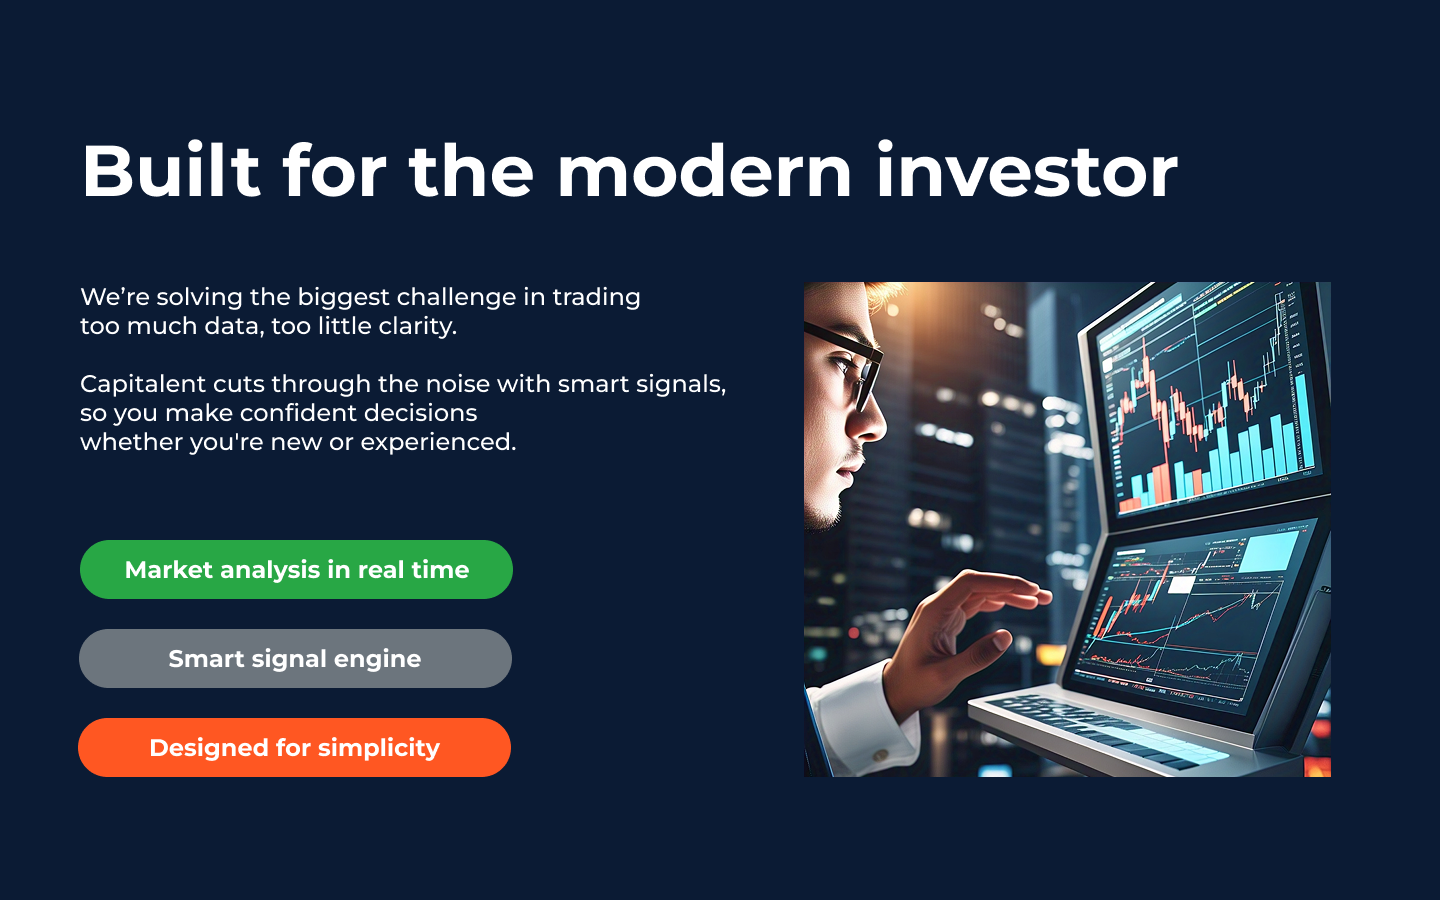 Built for the modern investor
We’re solving the biggest challenge in trading
too much data, too little clarity.
Capitalent cuts through the noise with smart signals,
so you make confident decisions
whether you're new or experienced.
Market analysis in real time
Smart signal engine
Designed for simplicity